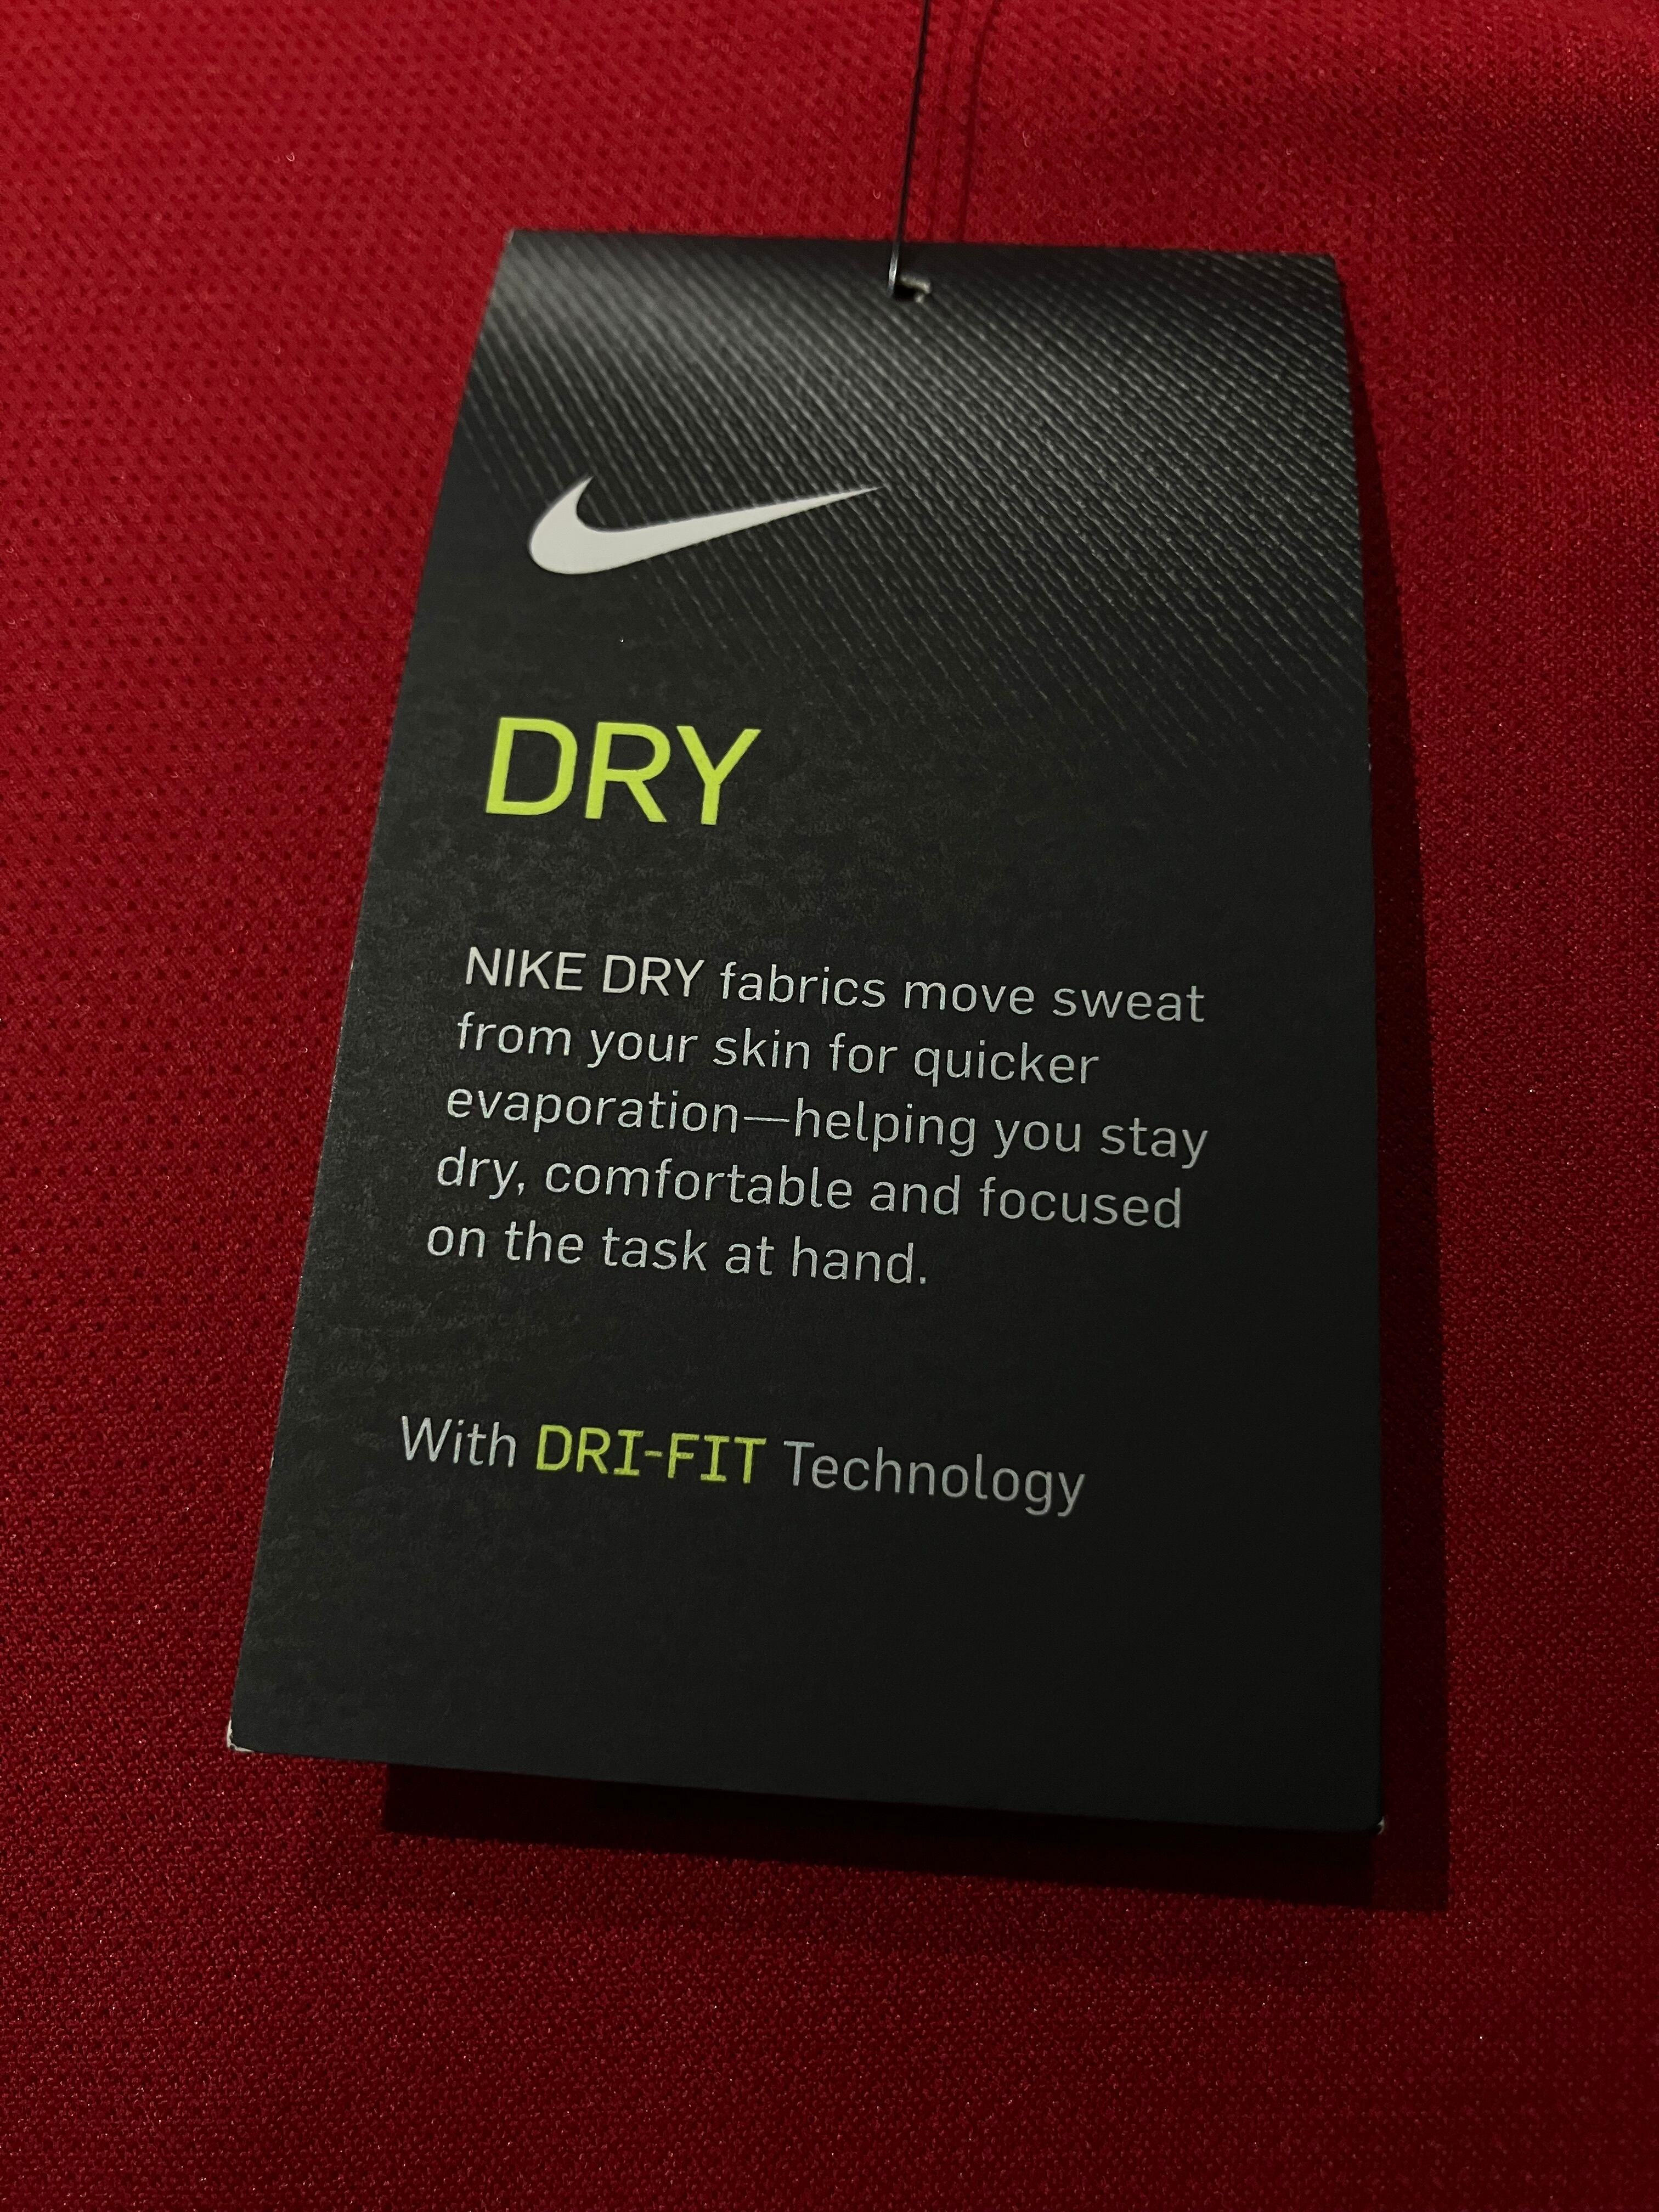 DRY
NIKE DRY fabrics move sweat
from your skin for quicker
evaporation—helping you stay
dry, comfortable and focused
on the task at hand.
With DRI-FIT Technology